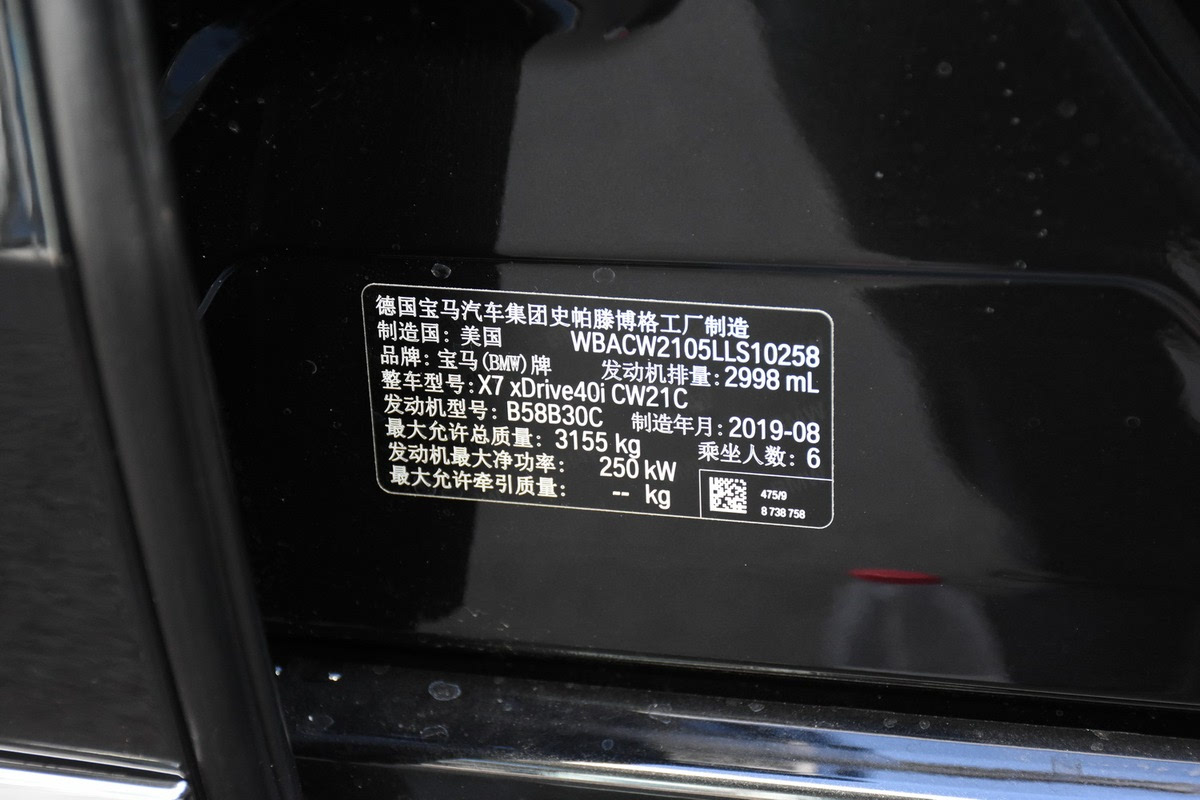 德国宝马汽车集团史帕滕博格工厂制造
制造国: 美国 WBACW2105LLS10258
品牌: 宝马(BMW)牌 发动机排量: 2998 mL
整车型号: X7 xDrive40i CW21C
发动机型号: B58B30C 制造年月: 2019-08
最大允许总质量: 3155 kg 乘坐人数: 6
发动机最大净功率: 250 kW
最大允许牵引质量: -- kg
475/9
8 738 758